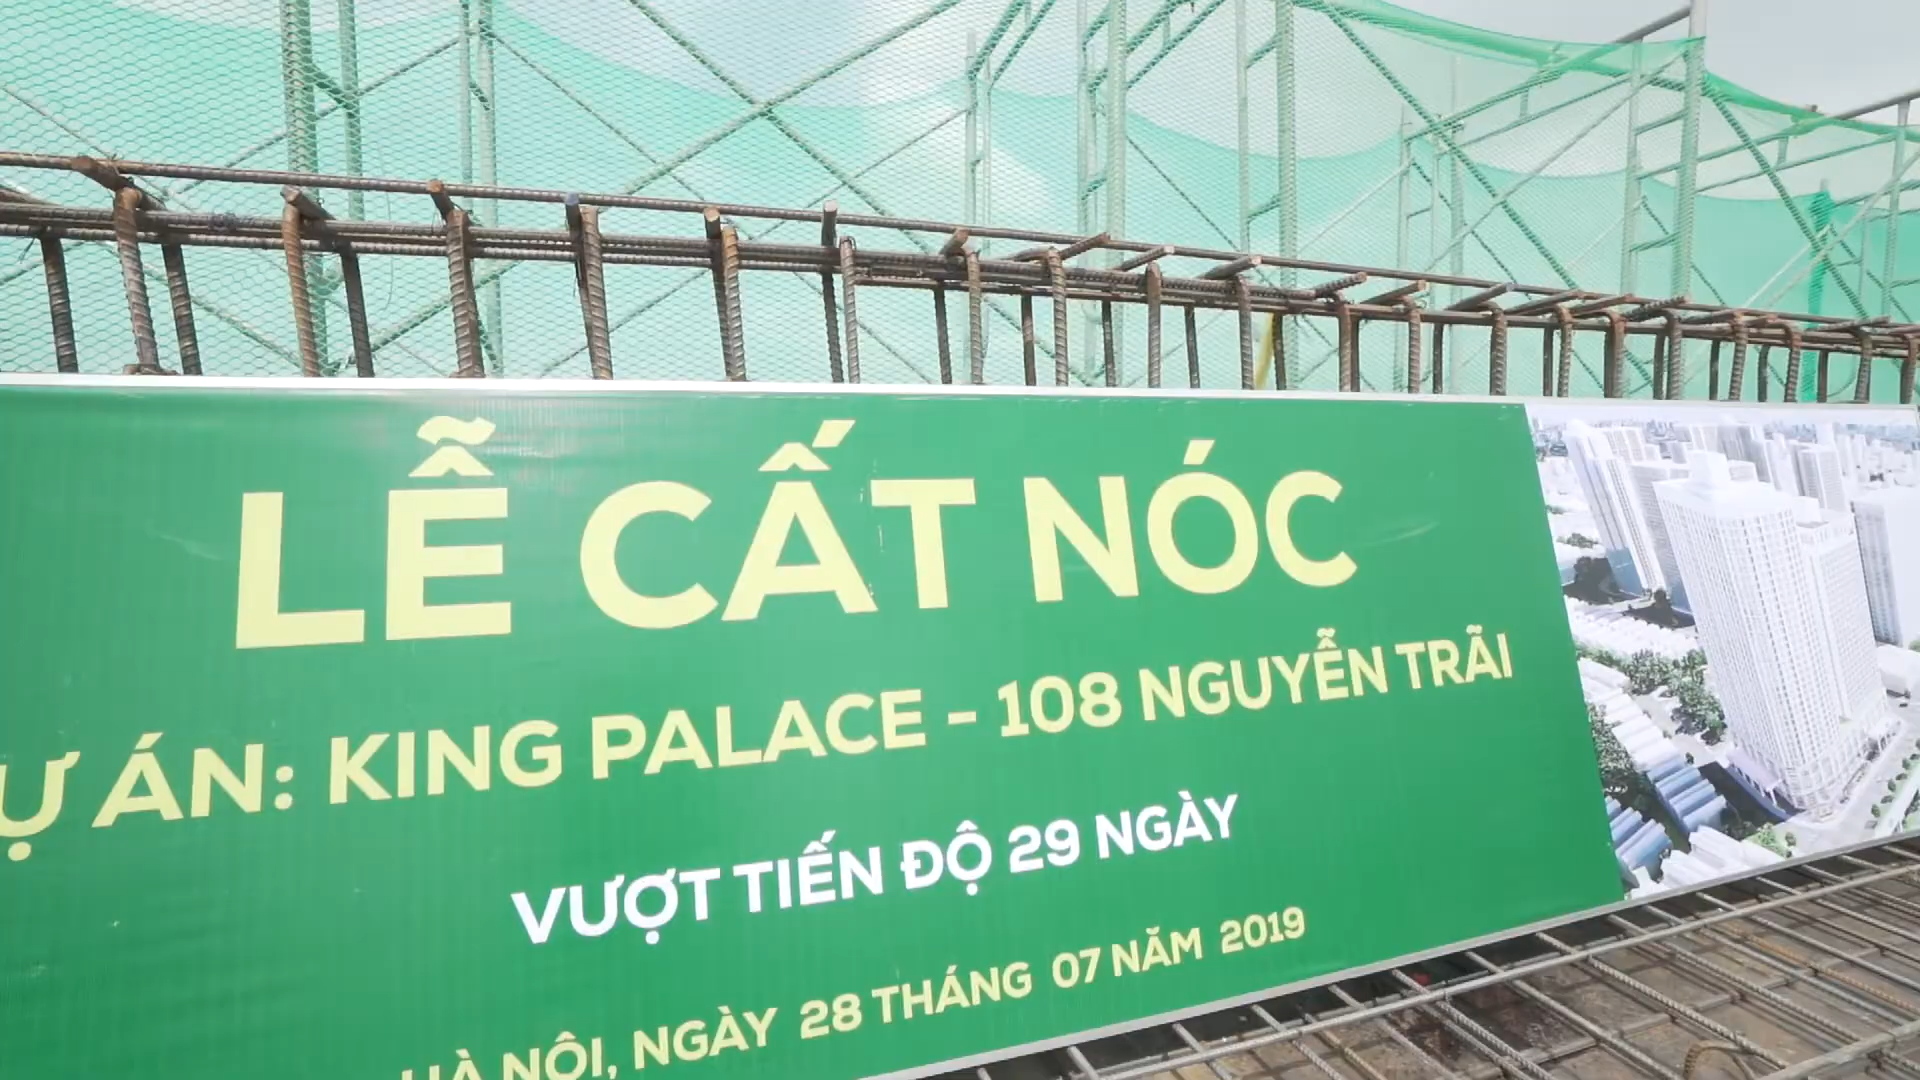 LỄ CẤT NÓC
DỰ ÁN: KING PALACE - 108 NGUYỄN TRÃI
VƯỢT TIẾN ĐỘ 29 NGÀY
HÀ NỘI, NGÀY 28 THÁNG 07 NĂM 2019